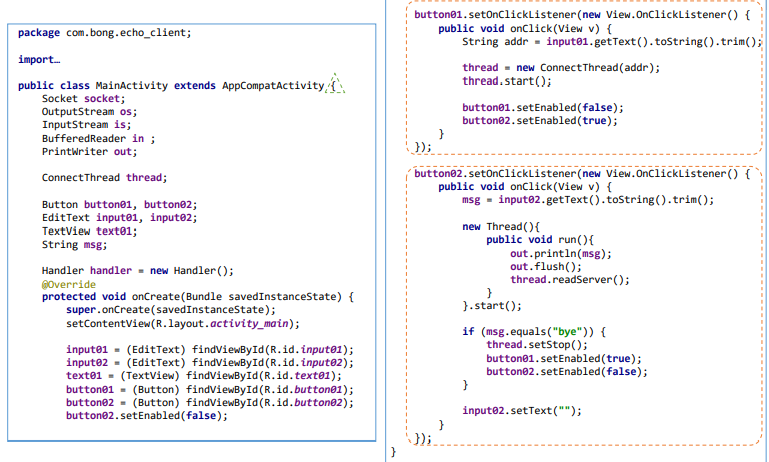 package com.bong.echo_client;
import…
public class MainActivity extends AppCompatActivity {
    Socket socket;
    OutputStream os;
    InputStream is;
    BufferedReader in ;
    PrintWriter out;

    ConnectThread thread;

    Button button01, button02;
    EditText input01, input02;
    TextView text01;
    String msg;

    Handler handler = new Handler();
    @Override
    protected void onCreate(Bundle savedInstanceState) {
        super.onCreate(savedInstanceState);
        setContentView(R.layout.activity_main);

        input01 = (EditText) findViewById(R.id.input01);
        input02 = (EditText) findViewById(R.id.input02);
        text01 = (TextView) findViewById(R.id.text01);
        button01 = (Button) findViewById(R.id.button01);
        button02 = (Button) findViewById(R.id.button02);
        button02.setEnabled(false);

    button01.setOnClickListener(new View.OnClickListener() {
        public void onClick(View v) {
            String addr = input01.getText().toString().trim();

            thread = new ConnectThread(addr);
            thread.start();

            button01.setEnabled(false);
            button02.setEnabled(true);
        }
    });

    button02.setOnClickListener(new View.OnClickListener() {
        public void onClick(View v) {
            msg = input02.getText().toString().trim();

            new Thread(){
                public void run(){
                    out.println(msg);
                    out.flush();
                    thread.readServer();
                }
            }.start();

            if (msg.equals("bye")) {
                thread.setStop();
                button01.setEnabled(true);
                button02.setEnabled(false);
            }

            input02.setText("");
        }
    });
}